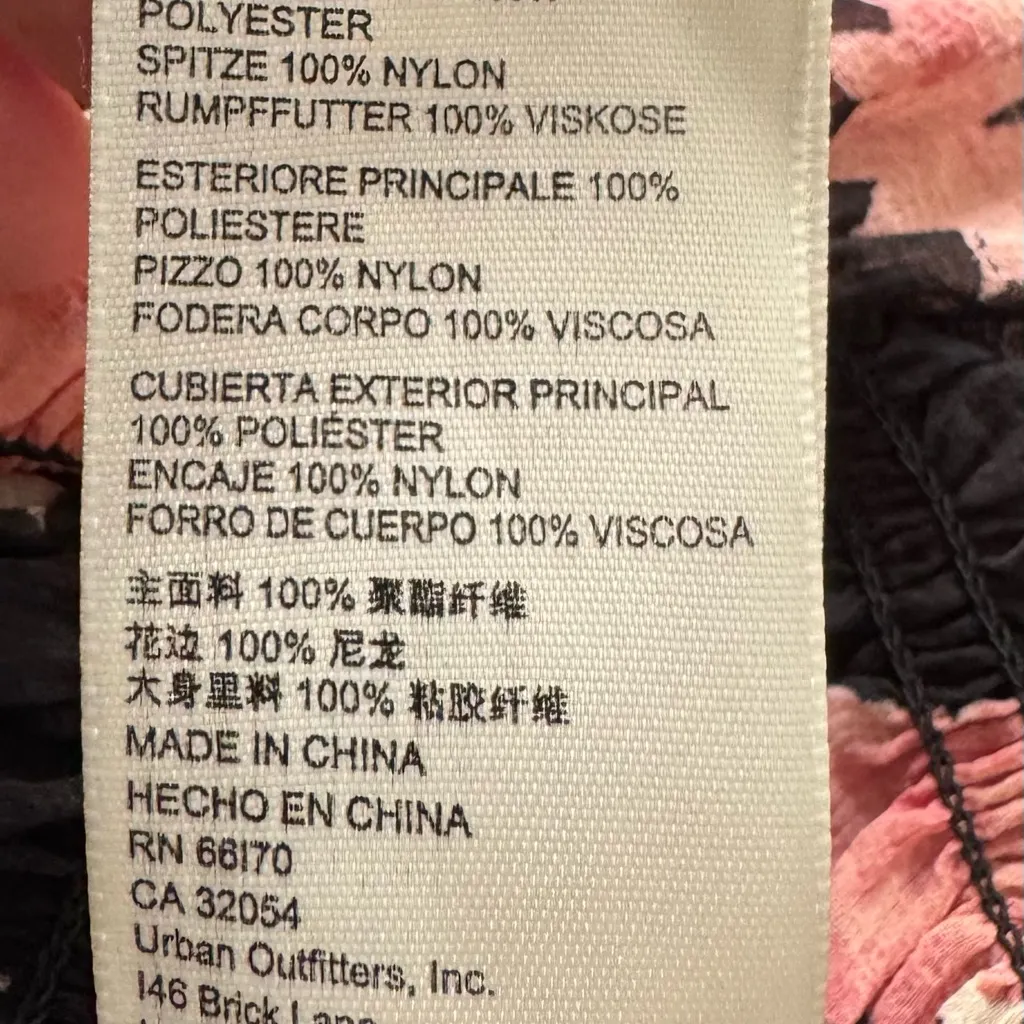 POLYESTER
SPITZE 100% NYLON
RUMPFFUTTER 100% VISKOSE
ESTERIORE PRINCIPALE 100%
POLIESTERE
PIZZO 100% NYLON
FODERA CORPO 100% VISCOSA
CUBIERTA EXTERIOR PRINCIPAL
100% POLIÉSTER
ENCAJE 100% NYLON
FORRO DE CUERPO 100% VISCOSA
主面料 100% 聚酯纤维
花边 100% 尼龙
大身里料 100% 粘胶纤维
MADE IN CHINA
HECHO EN CHINA
RN 66170
CA 32054
Urban Outfitters, Inc.
146 Brick Lane